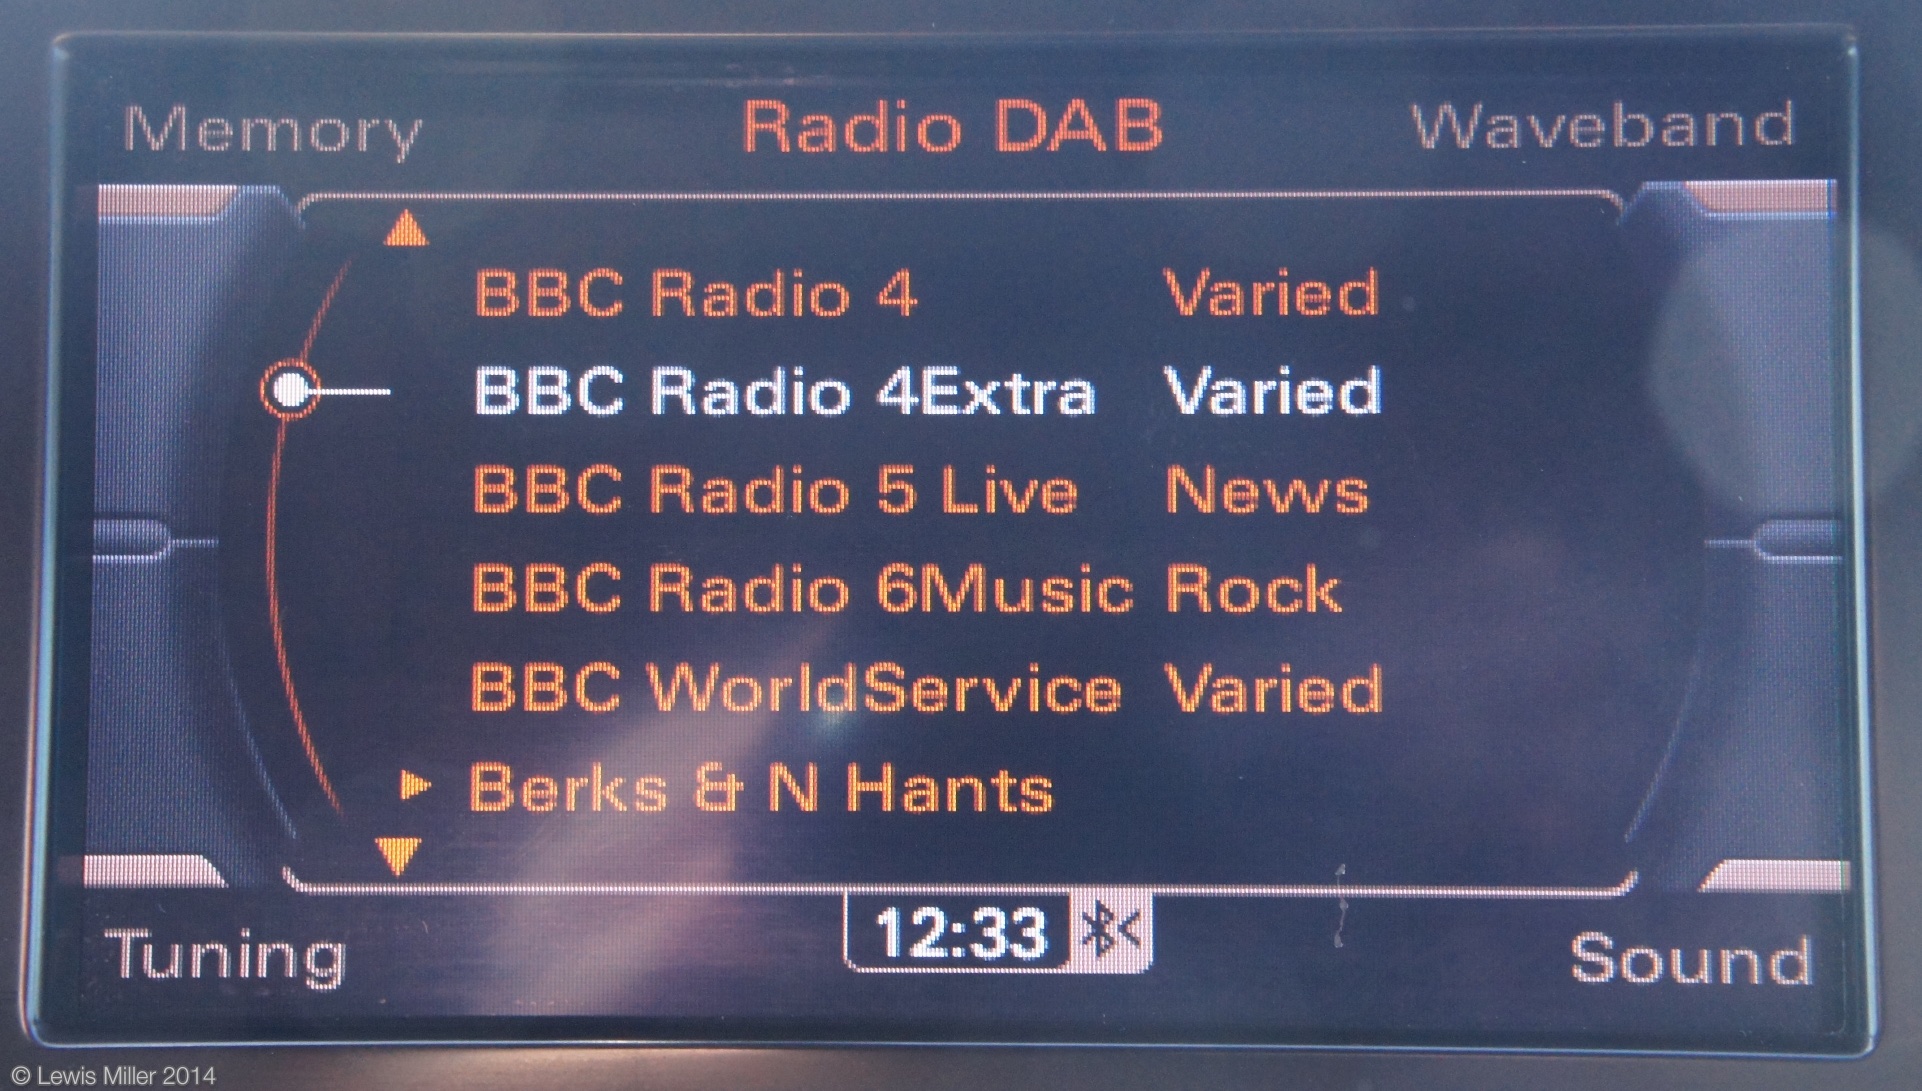 Memory Radio DAB Waveband
BBC Radio 4 Varied
BBC Radio 4Extra Varied
BBC Radio 5 Live News
BBC Radio 6Music Rock
BBC WorldService Varied
Berks & N Hants
12:33
Tuning Sound
© Lewis Miller 2014